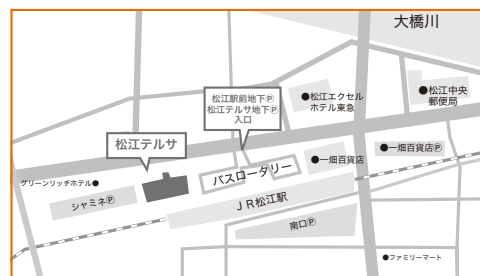 大橋川
松江駅前地下Ⓟ
松江テルサ地下Ⓟ
入口
●松江エクセル
ホテル東急
●松江中央
郵便局
松江テルサ
●一畑百貨店Ⓟ
●一畑百貨店
バスロータリー
グリーンリッチホテル●
シャミネⓅ
ＪＲ松江駅
南口Ⓟ
●ファミリーマート